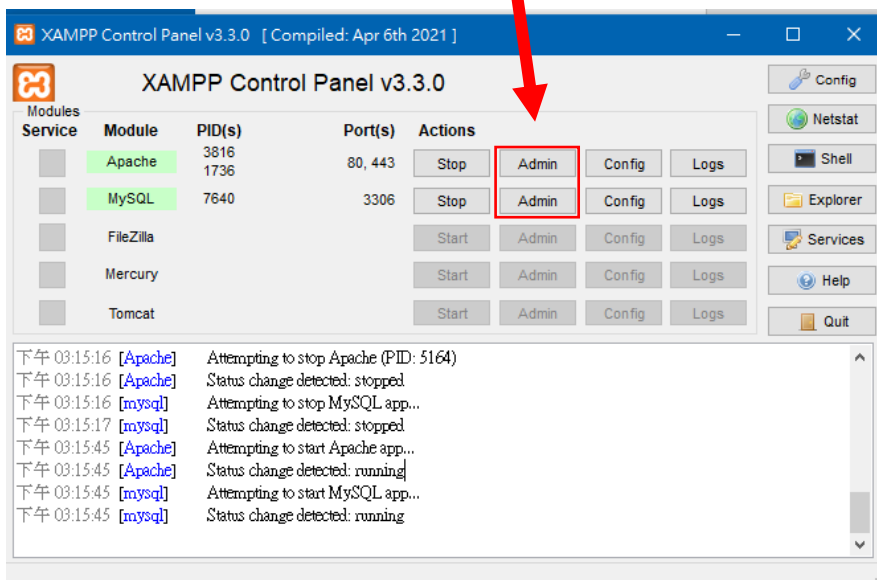 XAMPP Control Panel v3.3.0 [ Compiled: Apr 6th 2021 ]
XAMPP Control Panel v3.3.0
Config
Modules
Netstat
Service Module PID(s) Port(s) Actions
Apache 3816 1736 80, 443 Stop Admin Config Logs
Shell
MySQL 7640 3306 Stop Admin Config Logs
Explorer
FileZilla Start Admin Config Logs
Services
Mercury Start Admin Config Logs
Help
Tomcat Start Admin Config Logs
Quit
下午 03:15:16 [Apache] Attempting to stop Apache (PID: 5164)
下午 03:15:16 [Apache] Status change detected: stopped
下午 03:15:16 [mysql] Attempting to stop MySQL app...
下午 03:15:17 [mysql] Status change detected: stopped
下午 03:15:45 [Apache] Attempting to start Apache app...
下午 03:15:45 [Apache] Status change detected: running
下午 03:15:45 [mysql] Attempting to start MySQL app...
下午 03:15:45 [mysql] Status change detected: running